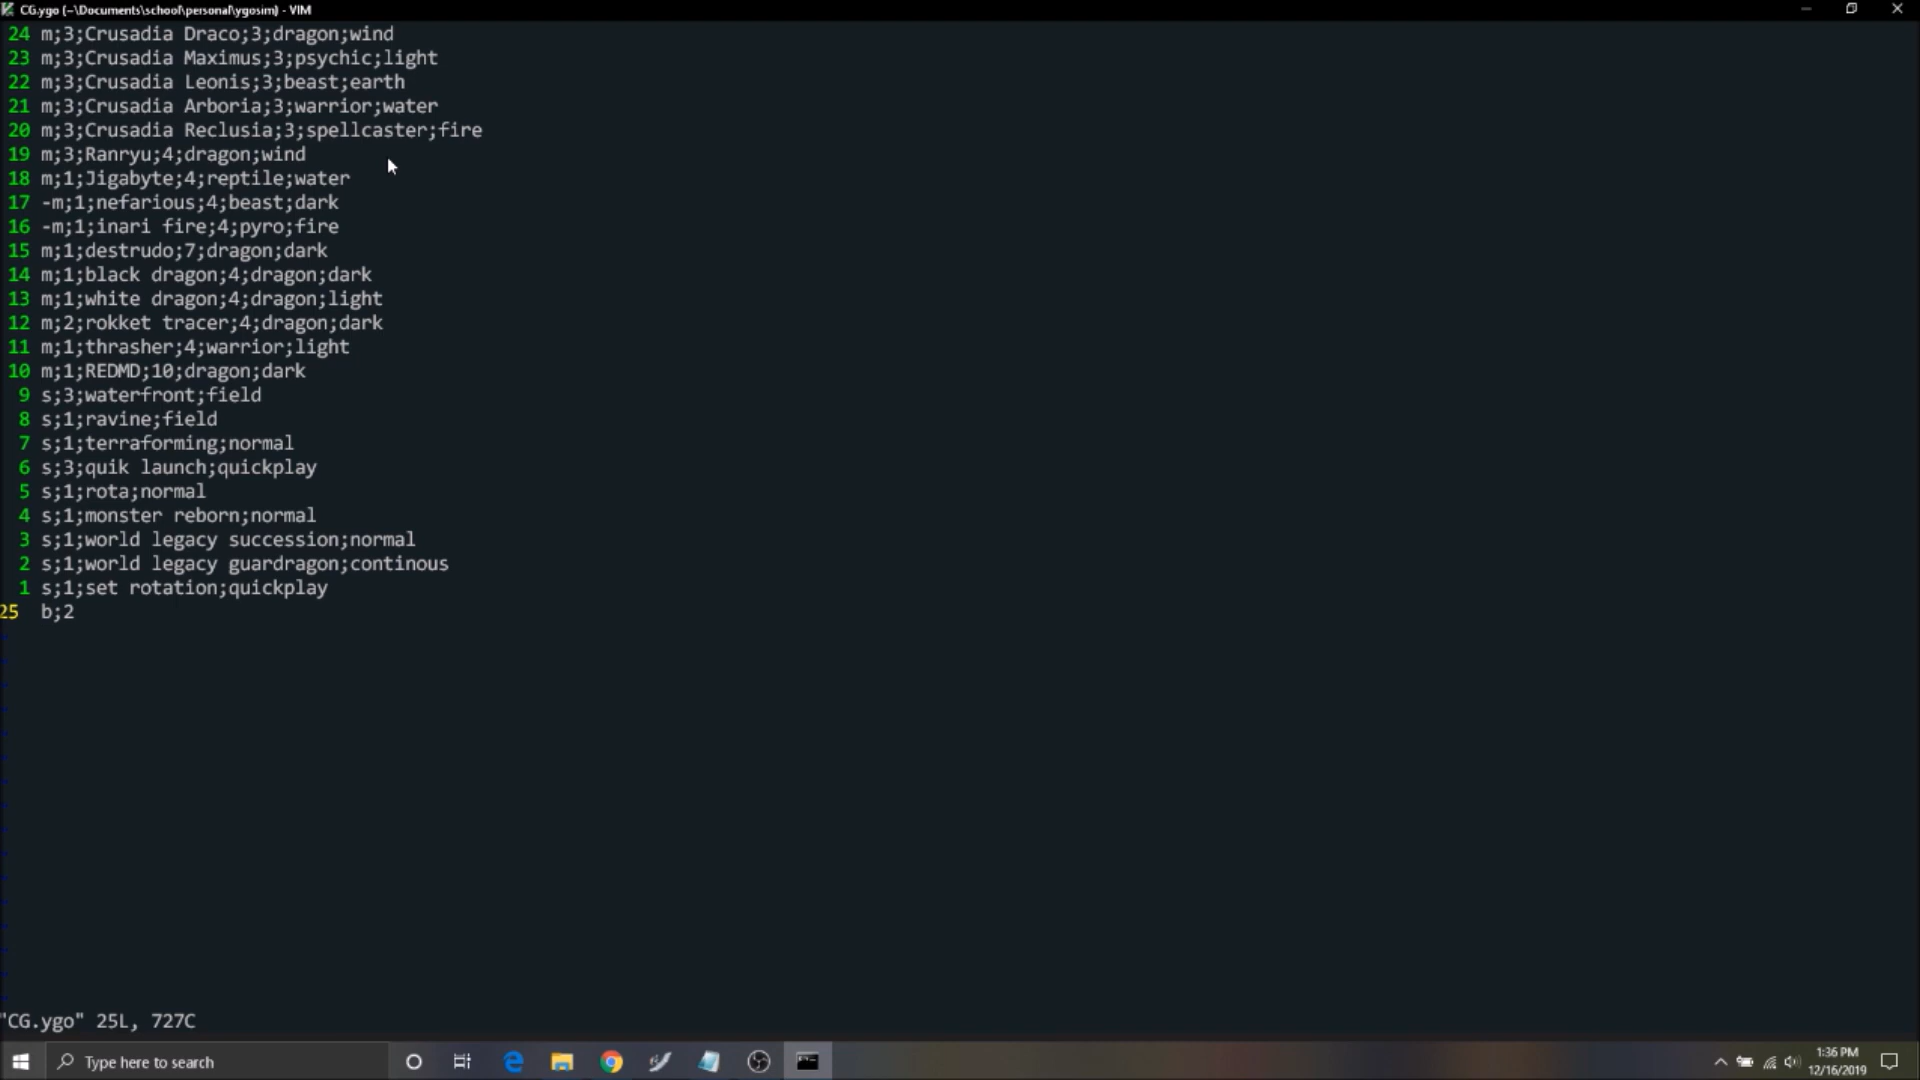 CG.ygo (~\Documents\school\personal\ygosim) - VIM
24 m;3;Crusadia Draco;3;dragon;wind
23 m;3;Crusadia Maximus;3;psychic;light
22 m;3;Crusadia Leonis;3;beast;earth
21 m;3;Crusadia Arboria;3;warrior;water
20 m;3;Crusadia Reclusia;3;spellcaster;fire
19 m;3;Ranryu;4;dragon;wind
18 m;1;Jigabyte;4;reptile;water
17 -m;1;nefarious;4;beast;dark
16 -m;1;inari fire;4;pyro;fire
15 m;1;destrudo;7;dragon;dark
14 m;1;black dragon;4;dragon;dark
13 m;1;white dragon;4;dragon;light
12 m;2;rokket tracer;4;dragon;dark
11 m;1;thrasher;4;warrior;light
10 m;1;REDMD;10;dragon;dark
9 s;3;waterfront;field
8 s;1;ravine;field
7 s;1;terraforming;normal
6 s;3;quik launch;quickplay
5 s;1;rota;normal
4 s;1;monster reborn;normal
3 s;1;world legacy succession;normal
2 s;1;world legacy guardragon;continous
1 s;1;set rotation;quickplay
25 b;2
"CG.ygo" 25L, 727C
Type here to search
1:36 PM
12/16/2019